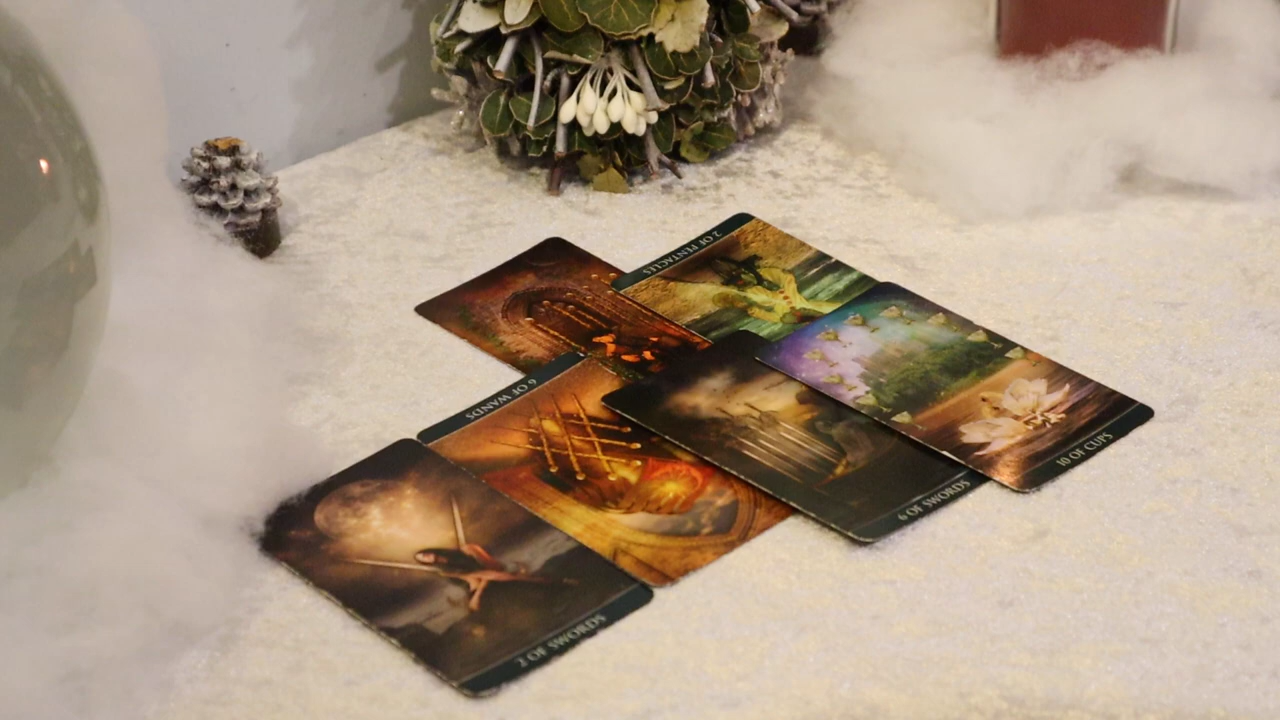 2 OF PENTACLES
6 OF WANDS
10 OF CUPS
6 OF SWORDS
2 OF SWORDS